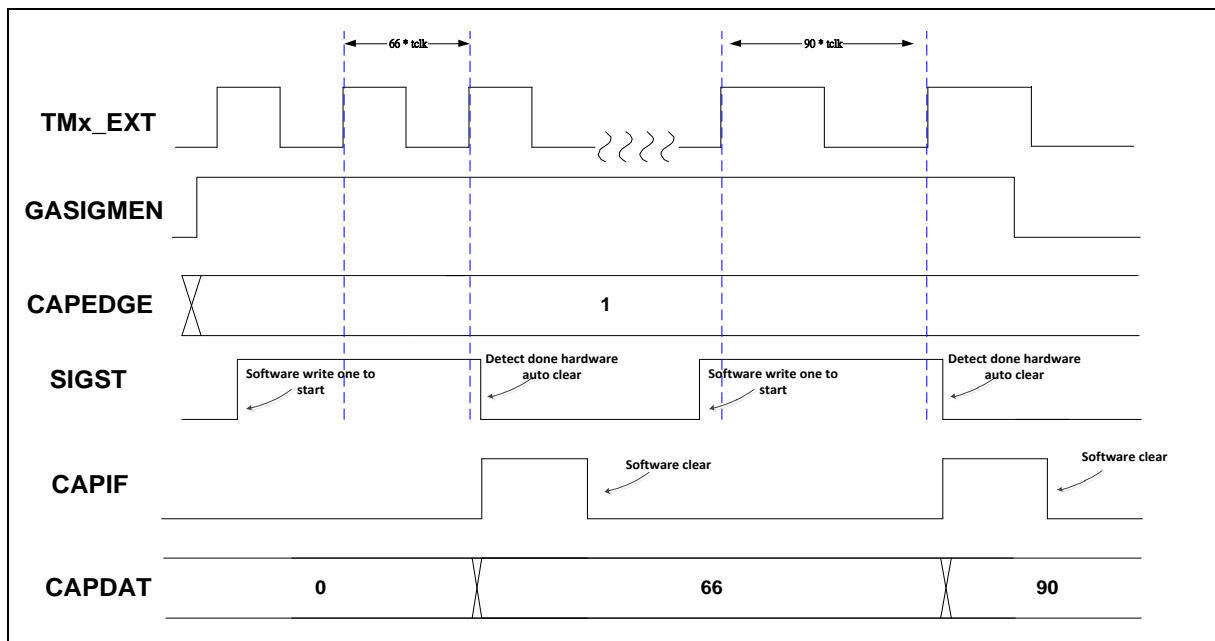 66 * tclk
90 * tclk
TMx_EXT
GASIGMEN
CAPEDGE
1
SIGST
Software write one to
start
Detect done hardware
auto clear
Software write one to
start
Detect done hardware
auto clear
CAPIF
Software clear
Software clear
CAPDAT
0
66
90